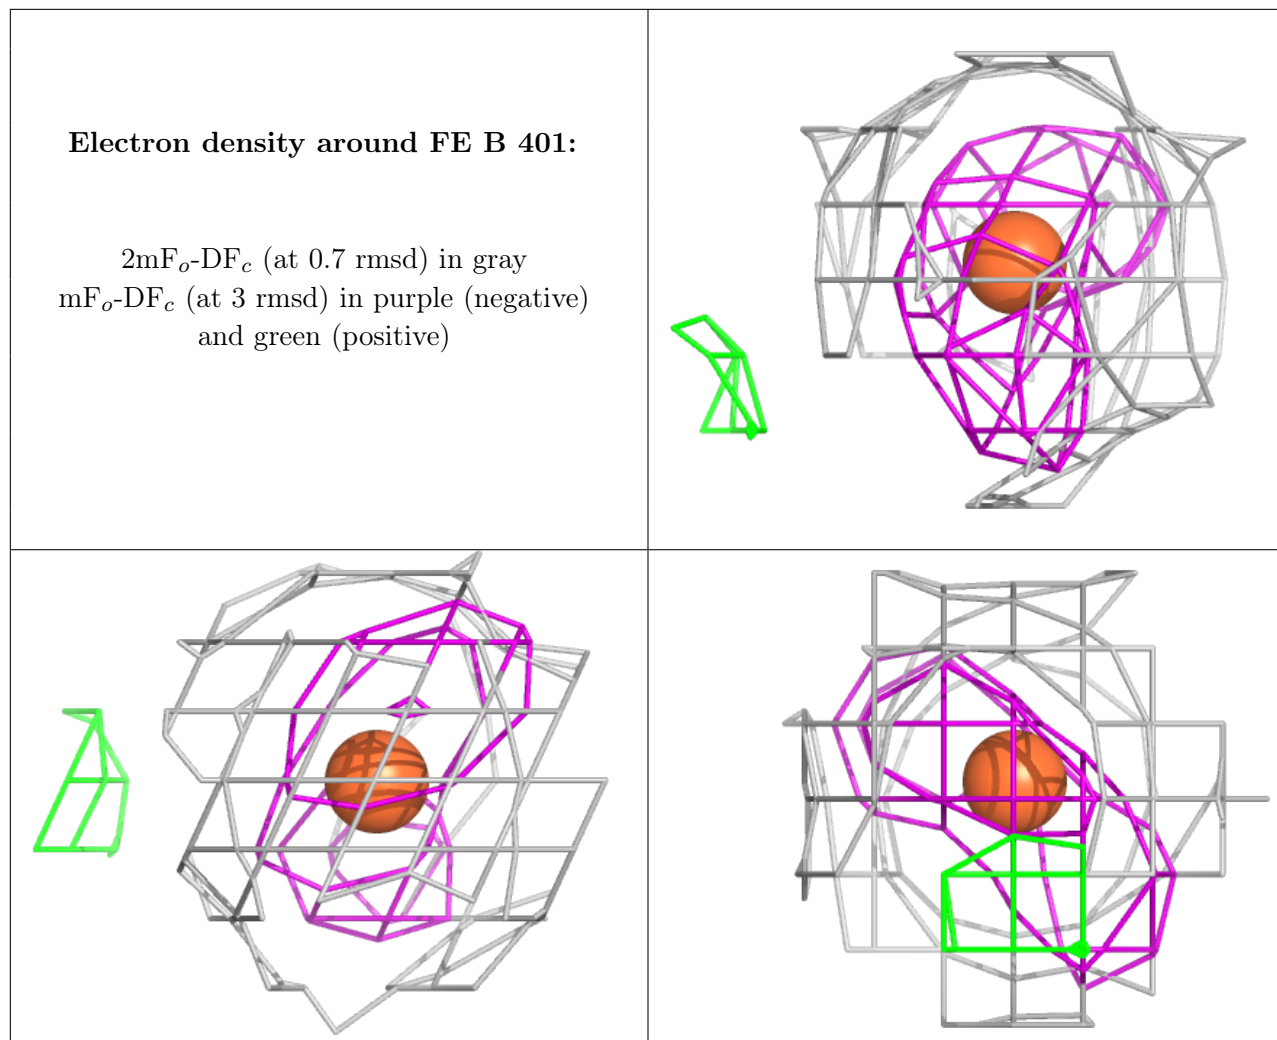 Electron density around FE B 401:
2mFₒ-DF𝒸 (at 0.7 rmsd) in gray
mFₒ-DF𝒸 (at 3 rmsd) in purple (negative)
and green (positive)